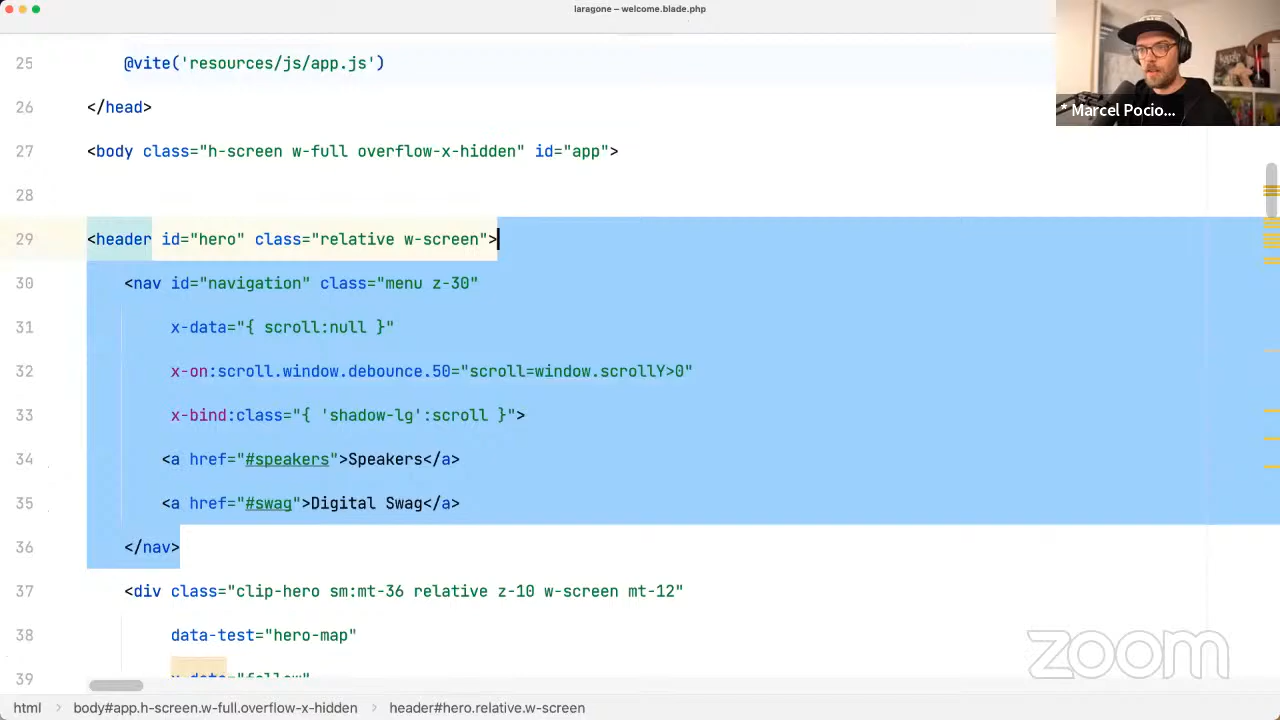 laragone – welcome.blade.php
* Marcel Pocio...
25 @vite('resources/js/app.js')
26 </head>
27 <body class="h-screen w-full overflow-x-hidden" id="app">
28
29 <header id="hero" class="relative w-screen">
30 <nav id="navigation" class="menu z-30"
31 x-data="{ scroll:null }"
32 x-on:scroll.window.debounce.50="scroll=window.scrollY>0"
33 x-bind:class="{ 'shadow-lg':scroll }">
34 <a href="#speakers">Speakers</a>
35 <a href="#swag">Digital Swag</a>
36 </nav>
37 <div class="clip-hero sm:mt-36 relative z-10 w-screen mt-12"
38 data-test="hero-map"
39 x-data="follow"
zoom
html > body#app.h-screen.w-full.overflow-x-hidden > header#hero.relative.w-screen